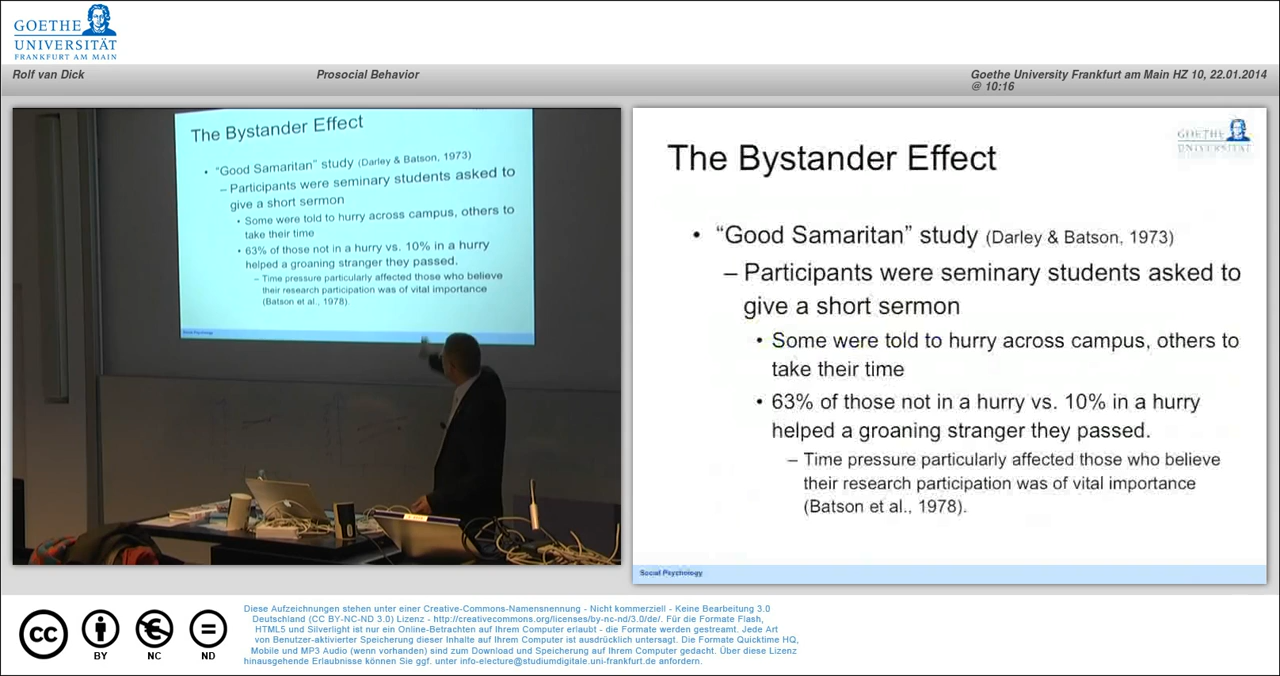 GOETHE
UNIVERSITÄT
FRANKFURT AM MAIN
Rolf van Dick
Prosocial Behavior
Goethe University Frankfurt am Main HZ 10, 22.01.2014
@ 10:16
The Bystander Effect
• “Good Samaritan” study (Darley & Batson, 1973)
– Participants were seminary students asked to
give a short sermon
• Some were told to hurry across campus, others to
take their time
• 63% of those not in a hurry vs. 10% in a hurry
helped a groaning stranger they passed.
– Time pressure particularly affected those who believe
their research participation was of vital importance
(Batson et al., 1978)
Social Psychology
GOETHE
UNIVERSITÄT
The Bystander Effect
• “Good Samaritan” study (Darley & Batson, 1973)
– Participants were seminary students asked to
give a short sermon
• Some were told to hurry across campus, others to
take their time
• 63% of those not in a hurry vs. 10% in a hurry
helped a groaning stranger they passed.
– Time pressure particularly affected those who believe
their research participation was of vital importance
(Batson et al., 1978).
Social Psychology
cc
BY
NC
ND
Diese Aufzeichnungen stehen unter einer Creative-Commons-Namensnennung - Nicht kommerziell - Keine Bearbeitung 3.0
Deutschland (CC BY-NC-ND 3.0) Lizenz - http://creativecommons.org/licenses/by-nc-nd/3.0/de/. Für die Formate Flash,
HTML5 und Silverlight ist nur ein Online-Betrachten auf Ihrem Computer erlaubt - die Formate werden gestreamt. Jede Art
von Benutzer-aktivierter Speicherung dieser Inhalte auf Ihrem Computer ist ausdrücklich untersagt. Die Formate Quicktime HQ,
Mobile und MP3 Audio (wenn vorhanden) sind zum Download und Speicherung auf Ihrem Computer gedacht. Über diese Lizenz
hinausgehende Erlaubnisse können Sie ggf. unter info-electure@studiumdigitale.uni-frankfurt.de anfordern.